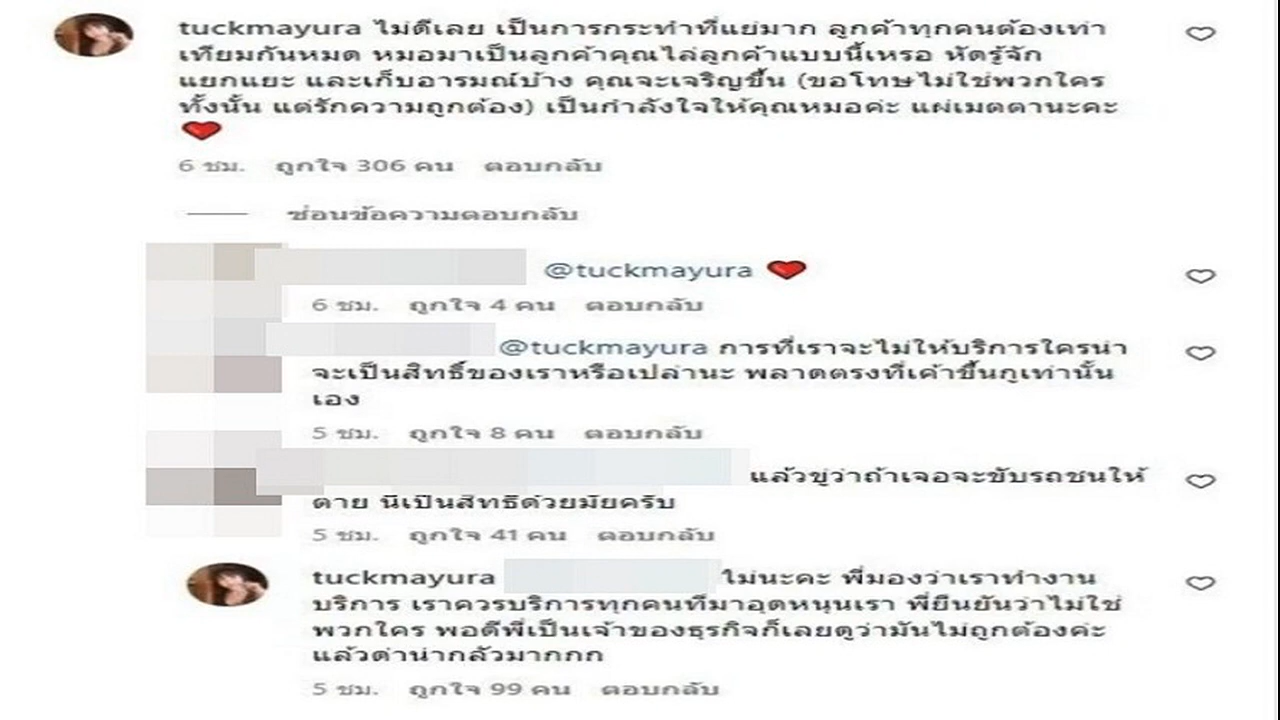 tuckmayura ไม่ดีเลย เป็นการกระทำที่แย่มาก ลูกค้าทุกคนต้องเท่า
เทียมกันหมด หมอมาเป็นลูกค้าคุณไล่ลูกค้าแบบนี้เหรอ หัดรู้จัก
แยกแยะ และเก็บอารมณ์บ้าง คุณจะเจริญขึ้น (ขอโทษไม่ใช่พวกใคร
ทั้งนั้น แต่รักความถูกต้อง) เป็นกำลังใจให้คุณหมอค่ะ แผ่เมตตานะคะ
❤️
6 ชม. ถูกใจ 306 คน ตอบกลับ
ซ่อนข้อความตอบกลับ
@tuckmayura ❤️
6 ชม. ถูกใจ 4 คน ตอบกลับ
@tuckmayura การที่เราจะไม่ให้บริการใครน่า
จะเป็นสิทธิ์ของเราหรือเปล่านะ พลาดตรงที่เค้าขึ้นกูเท่านั้น
เอง
5 ชม. ถูกใจ 8 คน ตอบกลับ
แล้วขู่ว่าถ้าเจอจะขับรถชนให้
ตาย นี่เป็นสิทธิ์ด้วยมั้ยครับ
5 ชม. ถูกใจ 41 คน ตอบกลับ
tuckmayura ไม่นะคะ พี่มองว่าเราทำงาน
บริการ เราควรบริการทุกคนที่มาอุดหนุนเรา พี่ยืนยันว่าไม่ใช่
พวกใคร พอดีพี่เป็นเจ้าของธุรกิจก็เลยดูว่ามันไม่ถูกต้องค่ะ
แล้วด่าน่ากลัวมากกก
5 ชม. ถูกใจ 99 คน ตอบกลับ